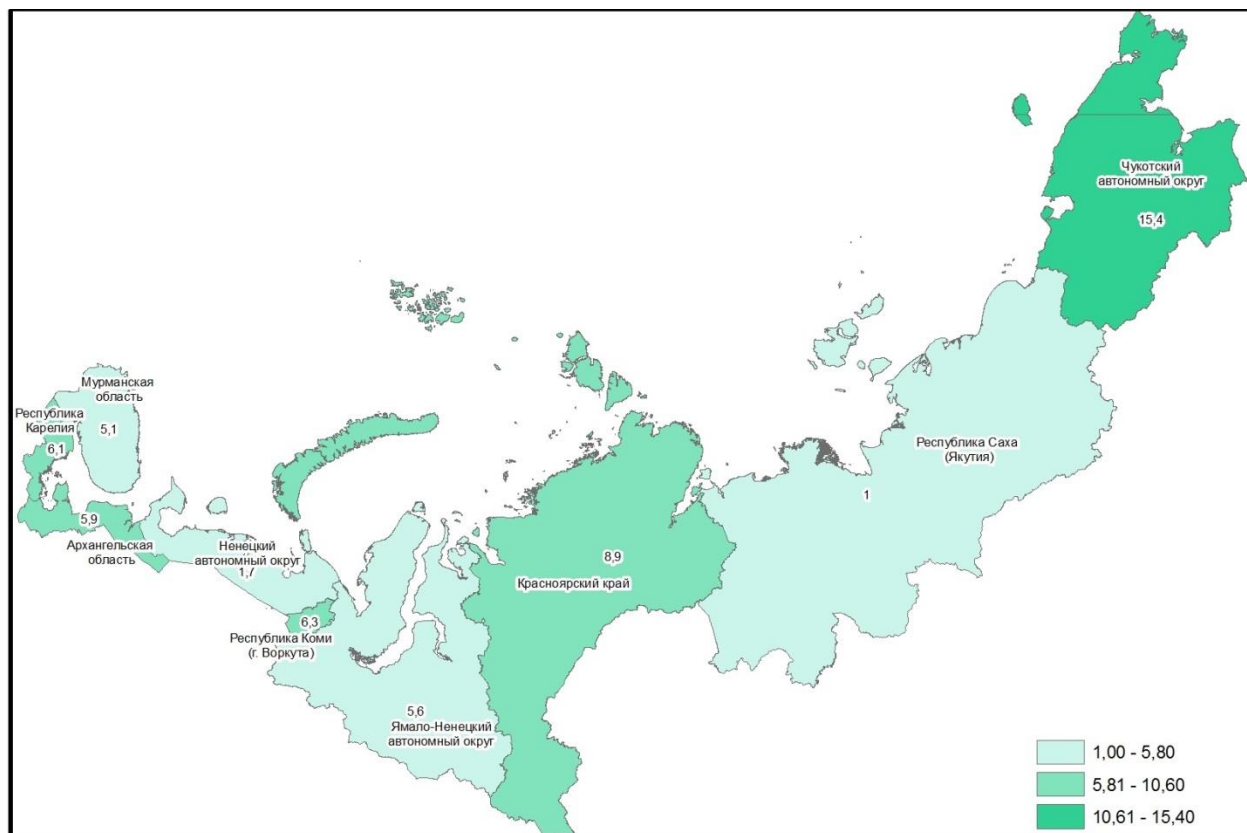 Чукотский
автономный округ
15,4
Мурманская
область
5,1
Республика
Карелия
6,1
Республика Саха
(Якутия)
1
5,9
Архангельская
область
Ненецкий
автономный округ
1,7
8,9
Красноярский край
6,3
Республика Коми
(г. Воркута)
5,6
Ямало-Ненецкий
автономный округ
1,00 - 5,80
5,81 - 10,60
10,61 - 15,40